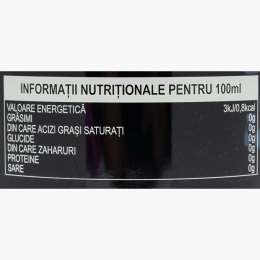 INFORMAȚII NUTRIȚIONALE PENTRU 100ml
VALOARE ENERGETICĂ 3kJ/0,8kcal
GRĂSIMI 0g
DIN CARE ACIZI GRAȘI SATURAȚI 0g
GLUCIDE 0g
DIN CARE ZAHARURI 0g
PROTEINE 0g
SARE 0g